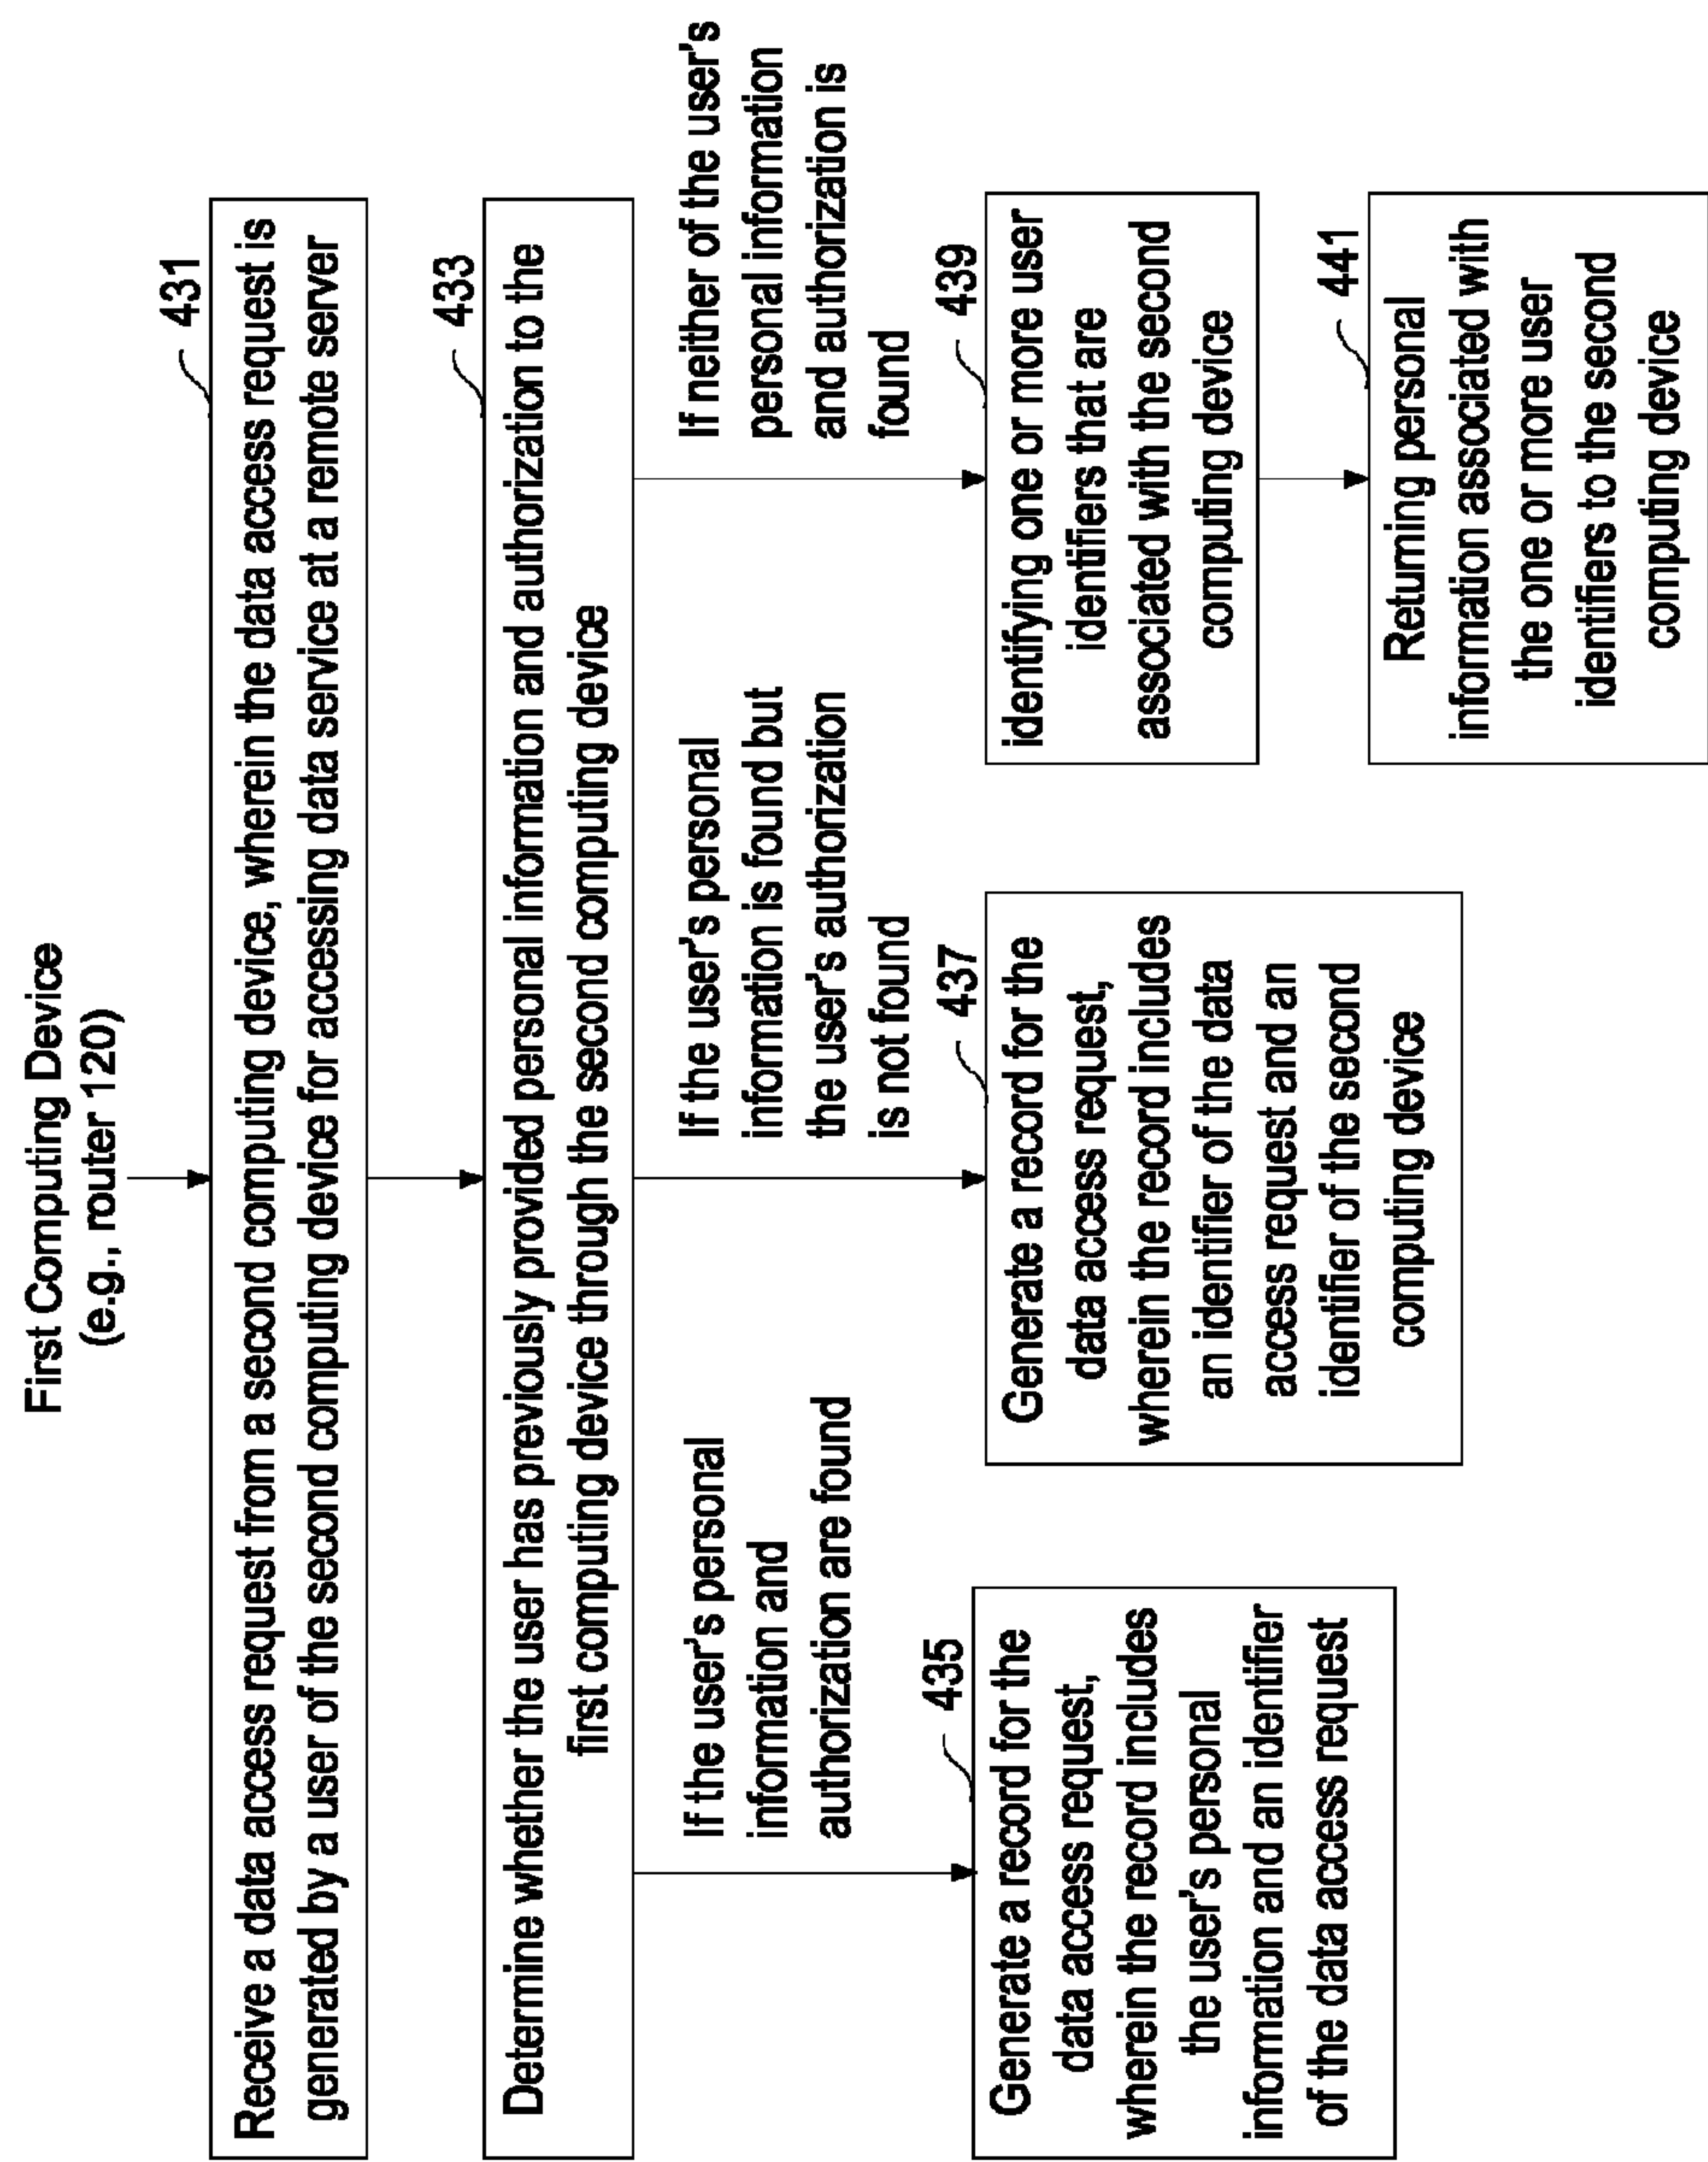 First Computing Device
(e.g., router 120)
431
Receive a data access request from a second computing device, wherein the data access request is
generated by a user of the second computing device for accessing data service at a remote server
433
Determine whether the user has previously provided personal information and authorization to the
first computing device through the second computing device
If the user's personal
information and
authorization are found
435
Generate a record for the
data access request,
wherein the record includes
the user's personal
information and an identifier
of the data access request
If the user's personal
information is found but
the user's authorization
is not found
437
Generate a record for the
data access request,
wherein the record includes
an identifier of the data
access request and an
identifier of the second
computing device
If neither of the user's
personal information
and authorization is
found
439
identifying one or more user
identifiers that are
associated with the second
computing device
441
Returning personal
information associated with
the one or more user
identifiers to the second
computing device